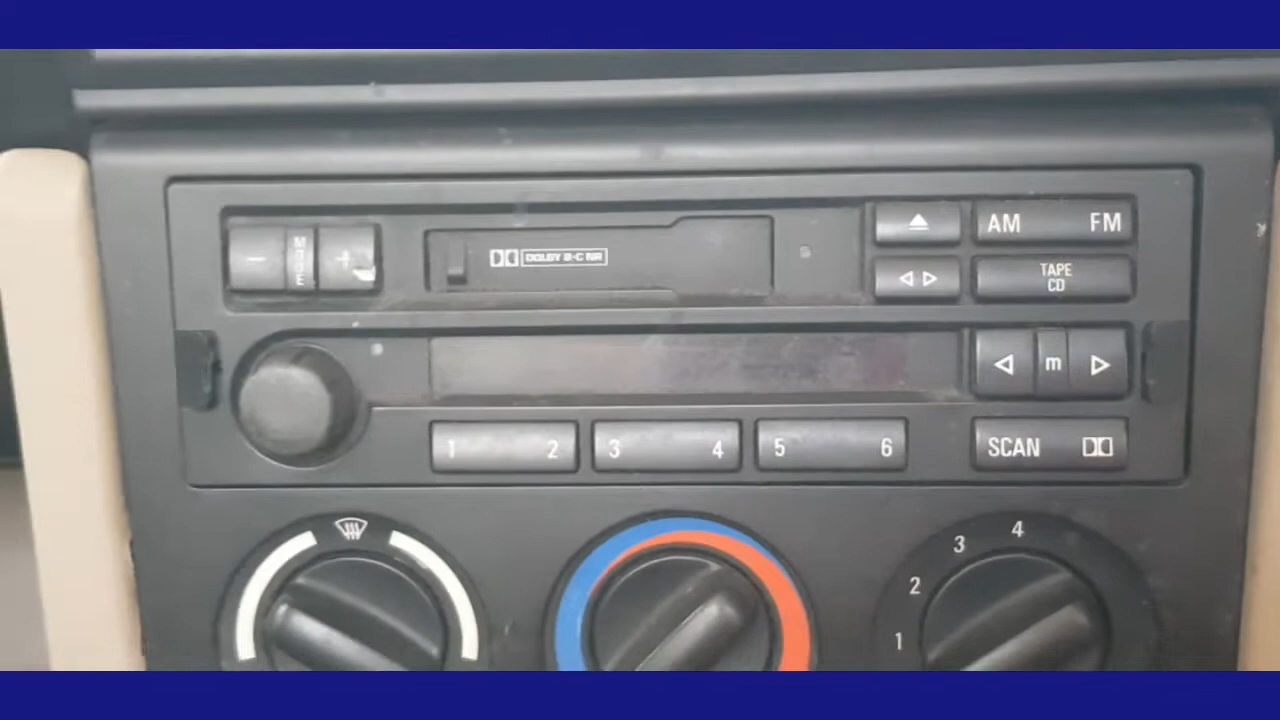 AM FM
− MODE +
DOLBY B-C NR
TAPE
CD
m
1 2 3 4 5 6 SCAN
4
3
2
1